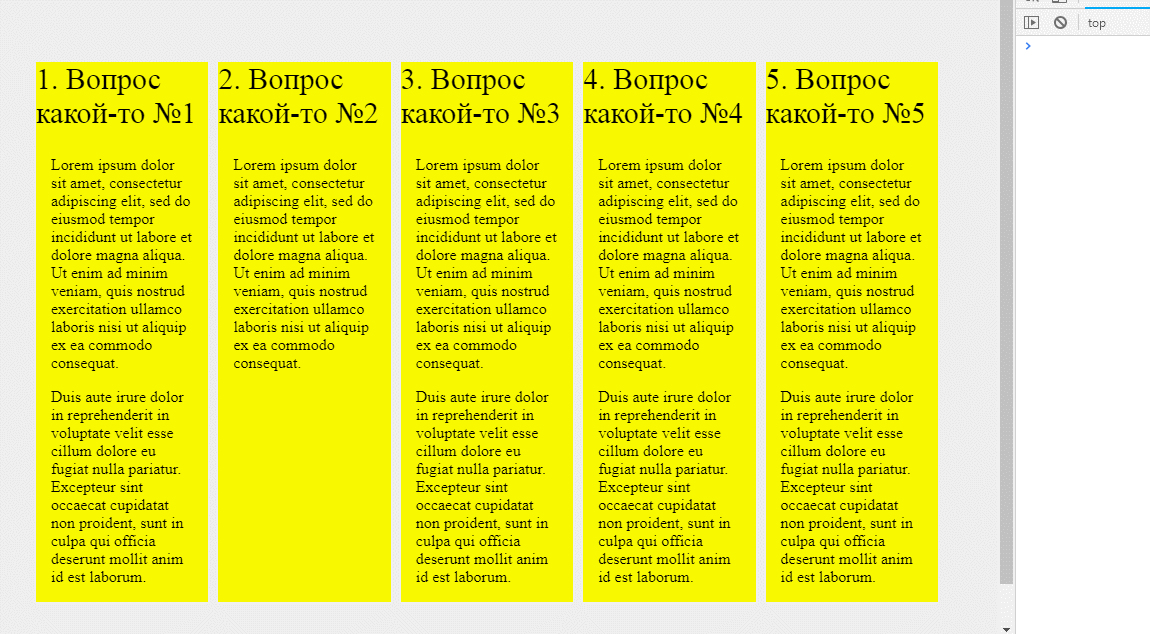 1. Вопрос
какой-то №1
Lorem ipsum dolor
sit amet, consectetur
adipiscing elit, sed do
eiusmod tempor
incididunt ut labore et
dolore magna aliqua.
Ut enim ad minim
veniam, quis nostrud
exercitation ullamco
laboris nisi ut aliquip
ex ea commodo
consequat.
Duis aute irure dolor
in reprehenderit in
voluptate velit esse
cillum dolore eu
fugiat nulla pariatur.
Excepteur sint
occaecat cupidatat
non proident, sunt in
culpa qui officia
deserunt mollit anim
id est laborum.
2. Вопрос
какой-то №2
Lorem ipsum dolor
sit amet, consectetur
adipiscing elit, sed do
eiusmod tempor
incididunt ut labore et
dolore magna aliqua.
Ut enim ad minim
veniam, quis nostrud
exercitation ullamco
laboris nisi ut aliquip
ex ea commodo
consequat.
3. Вопрос
какой-то №3
Lorem ipsum dolor
sit amet, consectetur
adipiscing elit, sed do
eiusmod tempor
incididunt ut labore et
dolore magna aliqua.
Ut enim ad minim
veniam, quis nostrud
exercitation ullamco
laboris nisi ut aliquip
ex ea commodo
consequat.
Duis aute irure dolor
in reprehenderit in
voluptate velit esse
cillum dolore eu
fugiat nulla pariatur.
Excepteur sint
occaecat cupidatat
non proident, sunt in
culpa qui officia
deserunt mollit anim
id est laborum.
4. Вопрос
какой-то №4
Lorem ipsum dolor
sit amet, consectetur
adipiscing elit, sed do
eiusmod tempor
incididunt ut labore et
dolore magna aliqua.
Ut enim ad minim
veniam, quis nostrud
exercitation ullamco
laboris nisi ut aliquip
ex ea commodo
consequat.
Duis aute irure dolor
in reprehenderit in
voluptate velit esse
cillum dolore eu
fugiat nulla pariatur.
Excepteur sint
occaecat cupidatat
non proident, sunt in
culpa qui officia
deserunt mollit anim
id est laborum.
5. Вопрос
какой-то №5
Lorem ipsum dolor
sit amet, consectetur
adipiscing elit, sed do
eiusmod tempor
incididunt ut labore et
dolore magna aliqua.
Ut enim ad minim
veniam, quis nostrud
exercitation ullamco
laboris nisi ut aliquip
ex ea commodo
consequat.
Duis aute irure dolor
in reprehenderit in
voluptate velit esse
cillum dolore eu
fugiat nulla pariatur.
Excepteur sint
occaecat cupidatat
non proident, sunt in
culpa qui officia
deserunt mollit anim
id est laborum.
top